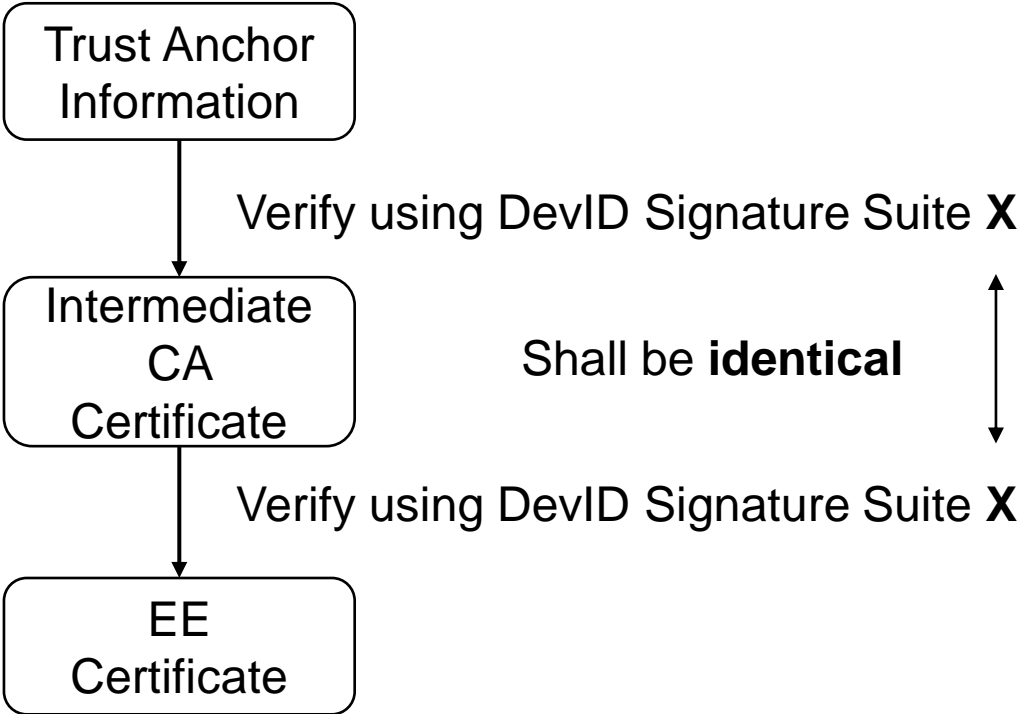 Trust Anchor
Information
Verify using DevID Signature Suite X
Intermediate
CA
Certificate
Shall be identical
Verify using DevID Signature Suite X
EE
Certificate